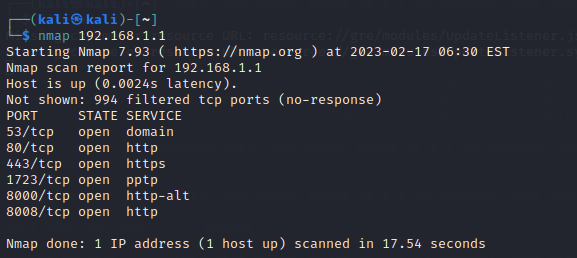 ┌──(kali㉿kali)-[~]
└─$ nmap 192.168.1.1
Starting Nmap 7.93 ( https://nmap.org ) at 2023-02-17 06:30 EST
Nmap scan report for 192.168.1.1
Host is up (0.0024s latency).
Not shown: 994 filtered tcp ports (no-response)
PORT     STATE SERVICE
53/tcp   open  domain
80/tcp   open  http
443/tcp  open  https
1723/tcp open  pptp
8000/tcp open  http-alt
8008/tcp open  http
Nmap done: 1 IP address (1 host up) scanned in 17.54 seconds